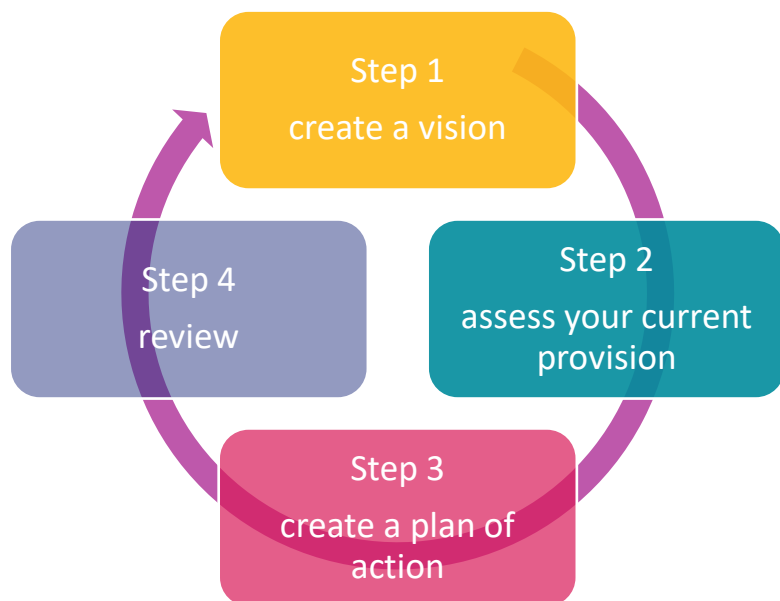 Step 1
create a vision
Step 2
assess your current
provision
Step 3
create a plan of
action
Step 4
review